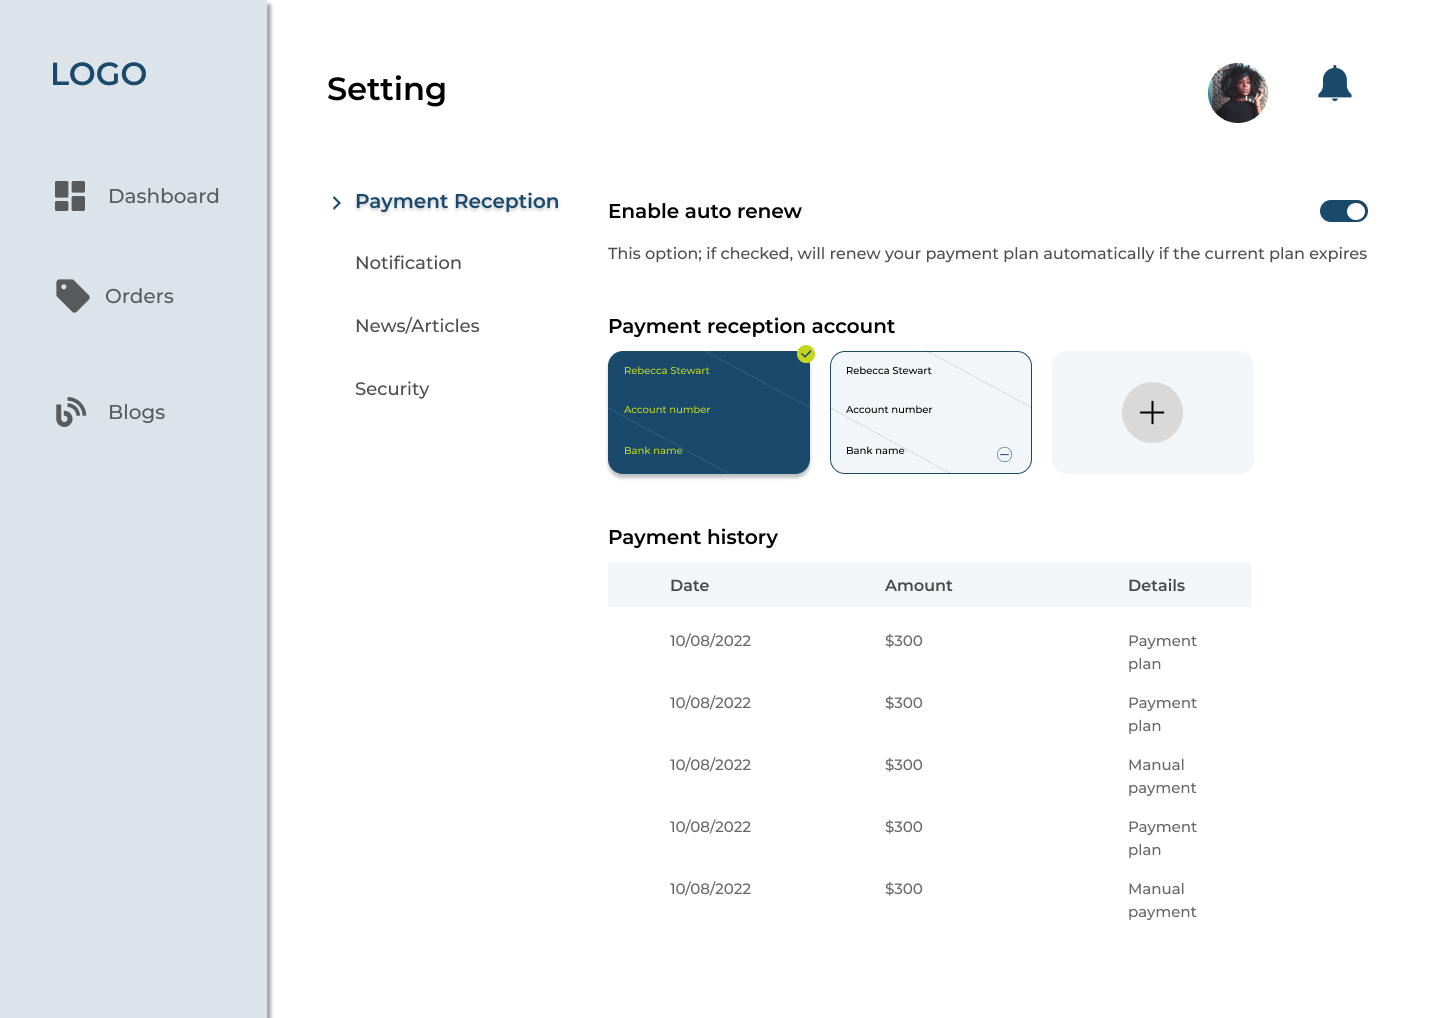 LOGO
Setting
Dashboard
Orders
Blogs
Payment Reception
Notification
News/Articles
Security
Enable auto renew
This option; if checked, will renew your payment plan automatically if the current plan expires
Payment reception account
Rebecca Stewart
Account number
Bank name
Rebecca Stewart
Account number
Bank name
Payment history
Date Amount Details
10/08/2022 $300 Payment
plan
10/08/2022 $300 Payment
plan
10/08/2022 $300 Manual
payment
10/08/2022 $300 Payment
plan
10/08/2022 $300 Manual
payment